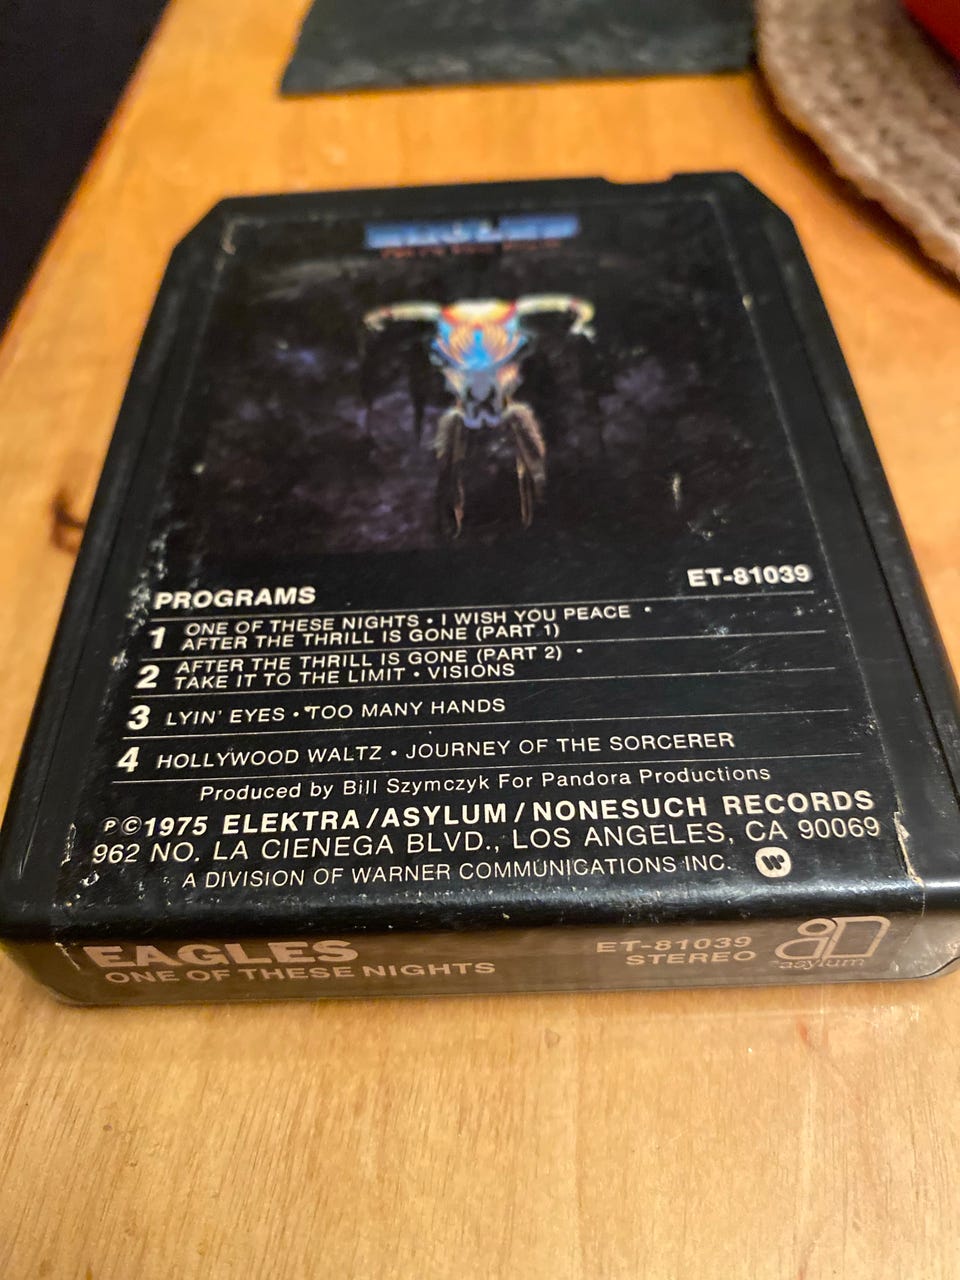 EAGLES
PROGRAMS
ET-81039
1 ONE OF THESE NIGHTS • I WISH YOU PEACE •
AFTER THE THRILL IS GONE (PART 1)
2 AFTER THE THRILL IS GONE (PART 2) •
TAKE IT TO THE LIMIT • VISIONS
3 LYIN' EYES • TOO MANY HANDS
4 HOLLYWOOD WALTZ • JOURNEY OF THE SORCERER
Produced by Bill Szymczyk For Pandora Productions
℗©1975 ELEKTRA/ASYLUM/NONESUCH RECORDS
962 NO. LA CIENEGA BLVD., LOS ANGELES, CA 90069
A DIVISION OF WARNER COMMUNICATIONS INC.
EAGLES
ONE OF THESE NIGHTS
ET-81039
STEREO
asylum